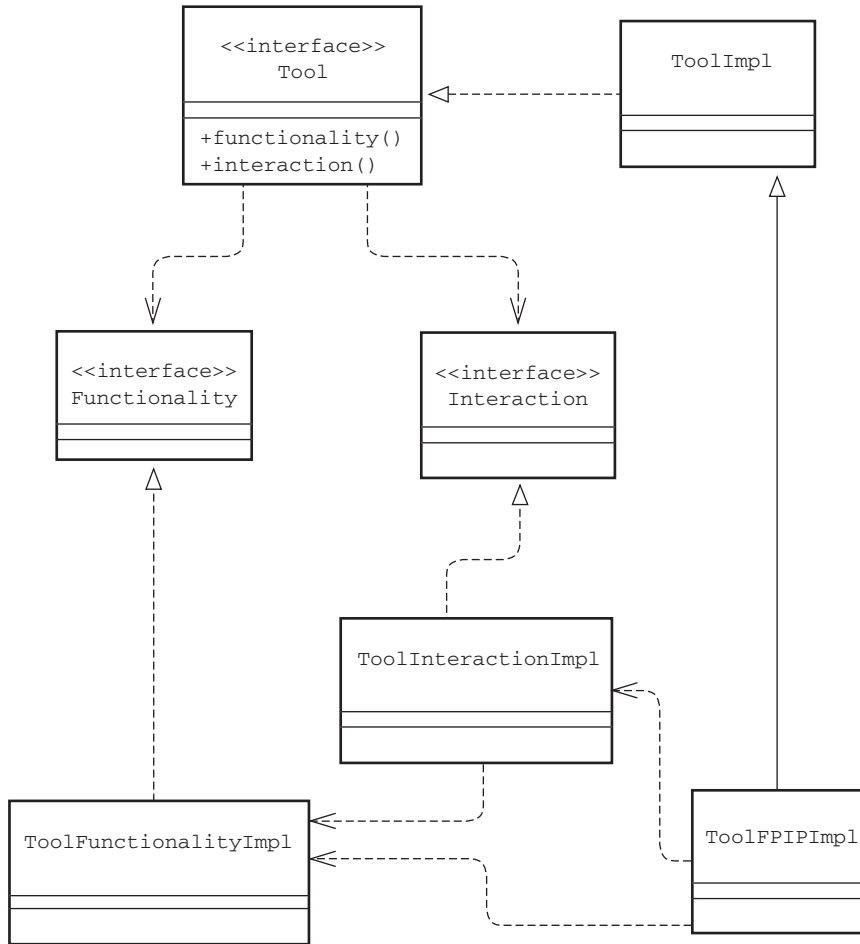 <<interface>>
Tool
+functionality()
+interaction()
ToolImpl
<<interface>>
Functionality
<<interface>>
Interaction
ToolInteractionImpl
ToolFunctionalityImpl
ToolFPIPImpl